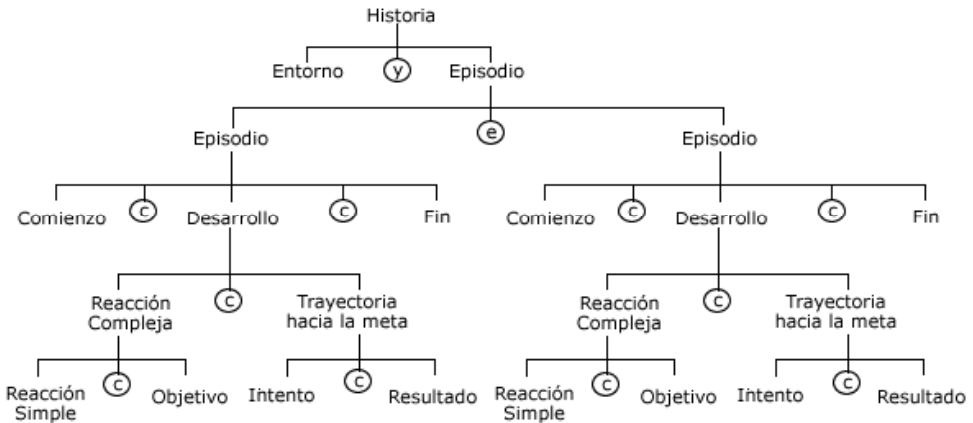 Historia
Entorno y Episodio
e
Episodio Episodio
Comienzo c Desarrollo c Fin Comienzo c Desarrollo c Fin
Reacción c Trayectoria Reacción c Trayectoria
Compleja hacia la meta Compleja hacia la meta
Reacción c Objetivo Intento c Resultado Reacción c Objetivo Intento c Resultado
Simple Simple